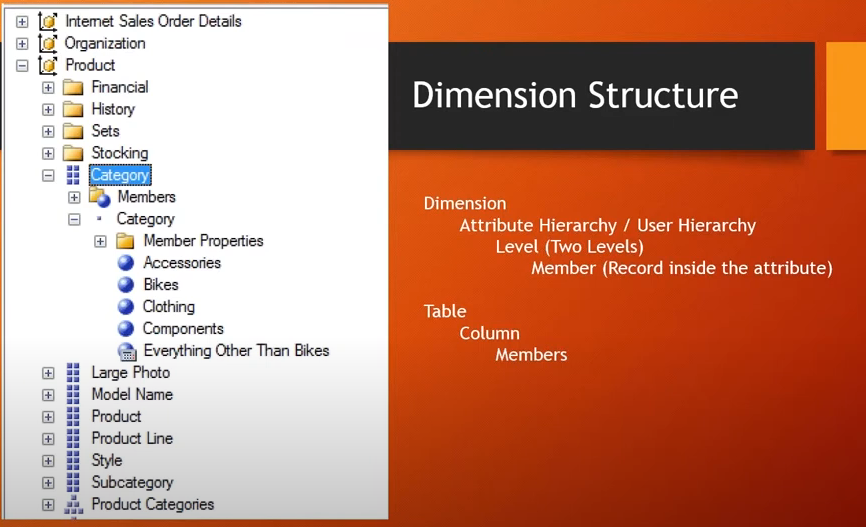 Internet Sales Order Details
Organization
Product
Financial
History
Sets
Stocking
Category
Members
Category
Member Properties
Accessories
Bikes
Clothing
Components
Everything Other Than Bikes
Large Photo
Model Name
Product
Product Line
Style
Subcategory
Product Categories
Dimension Structure
Dimension
Attribute Hierarchy / User Hierarchy
Level (Two Levels)
Member (Record inside the attribute)
Table
Column
Members